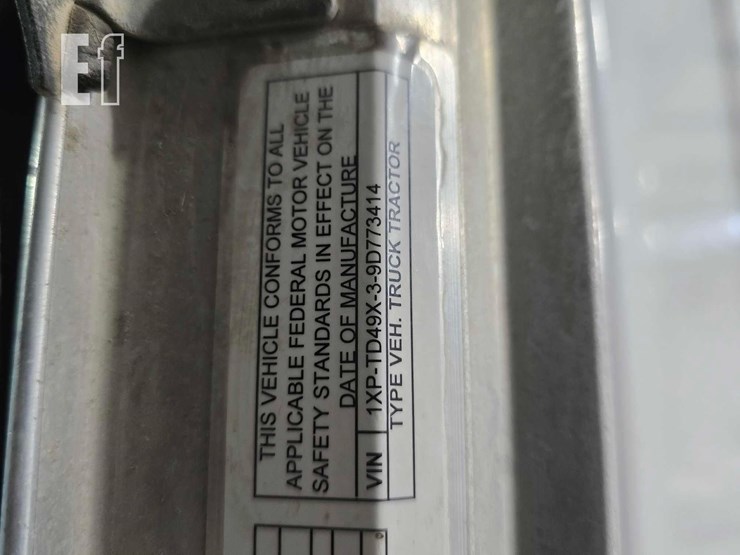 Ef
THIS VEHICLE CONFORMS TO ALL
APPLICABLE FEDERAL MOTOR VEHICLE
SAFETY STANDARDS IN EFFECT ON THE
DATE OF MANUFACTURE
VIN 1XP-TD49X-3-9D773414
TYPE VEH. TRUCK TRACTOR